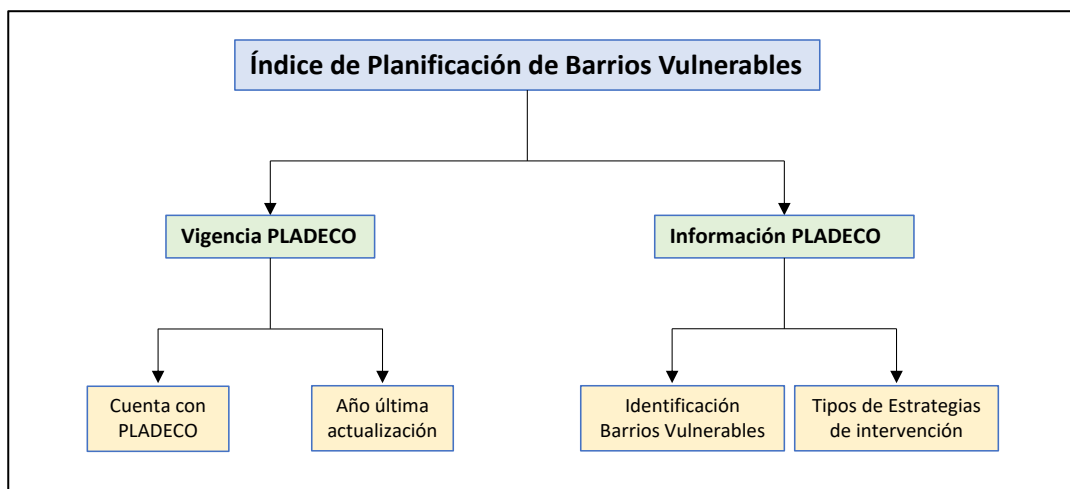 Índice de Planificación de Barrios Vulnerables
Vigencia PLADECO
Información PLADECO
Cuenta con
PLADECO
Año última
actualización
Identificación
Barrios Vulnerables
Tipos de Estrategias
de intervención